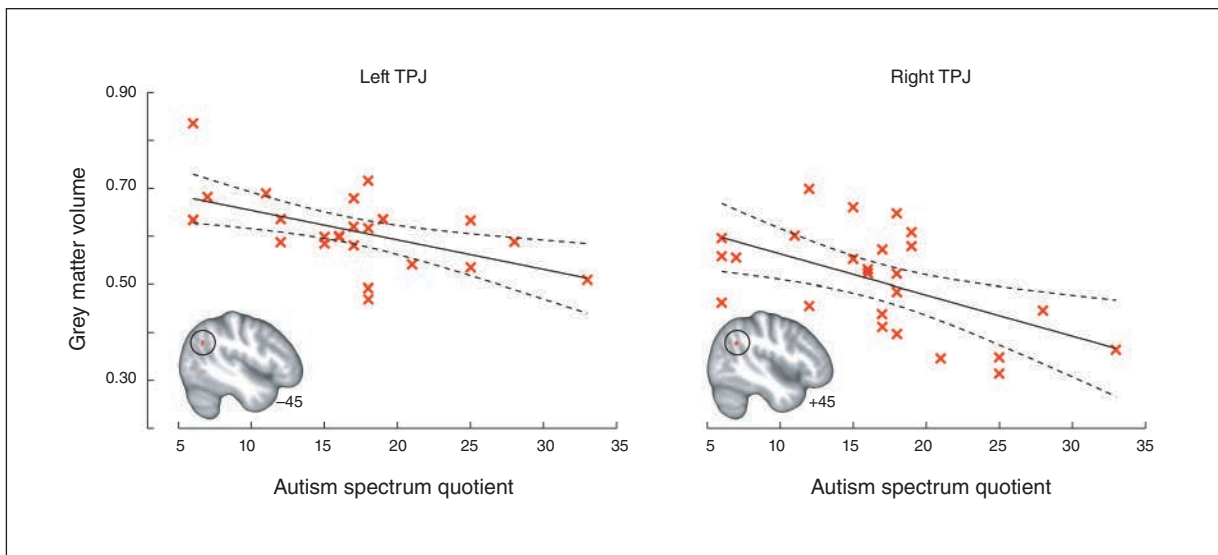 Left TPJ
Right TPJ
Grey matter volume
0.90
0.70
0.50
0.30
−45
+45
5 10 15 20 25 30 35
5 10 15 20 25 30 35
Autism spectrum quotient
Autism spectrum quotient